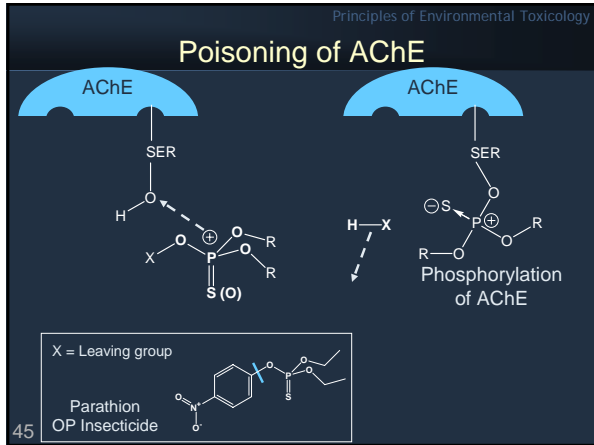 Principles of Environmental Toxicology
Poisoning of AChE
AChE
SER
O
H
X
O
P
⊕
O
R
O
R
S (O)
H—X
AChE
SER
O
⊖ S
P
⊕
O
R
R
O
Phosphorylation
of AChE
X = Leaving group
O
N+
O-
O
P
O
O
S
Parathion
OP Insecticide
45